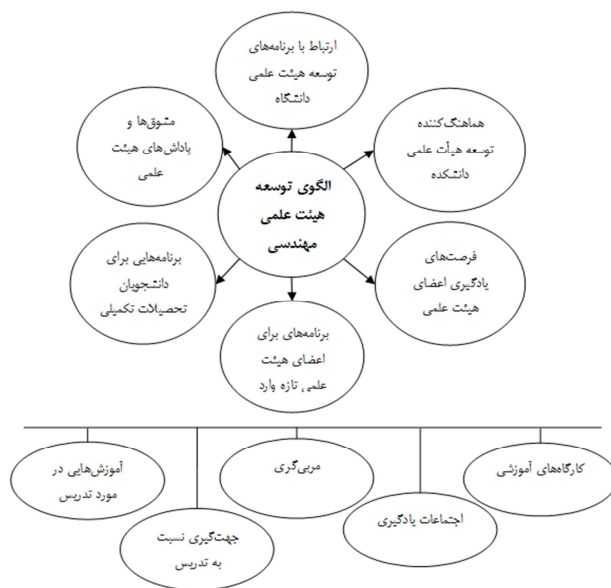 ارتباط با برنامه‌های
توسعه هیئت علمی
دانشگاه
هماهنگ‌کننده
توسعه هیأت علمی
دانشکده
مشوق‌ها و
پاداش‌های هیئت
علمی
الگوی توسعه
هیئت علمی
مهندسی
فرصت‌های
یادگیری اعضای
هیئت علمی
برنامه‌هایی برای
دانشجویان
تحصیلات تکمیلی
برنامه‌های برای
اعضای هیئت
علمی تازه وارد
کارگاه‌های آموزشی
اجتماعات یادگیری
مربی‌گری
جهت‌گیری نسبت
به تدریس
آموزش‌هایی در
مورد تدریس